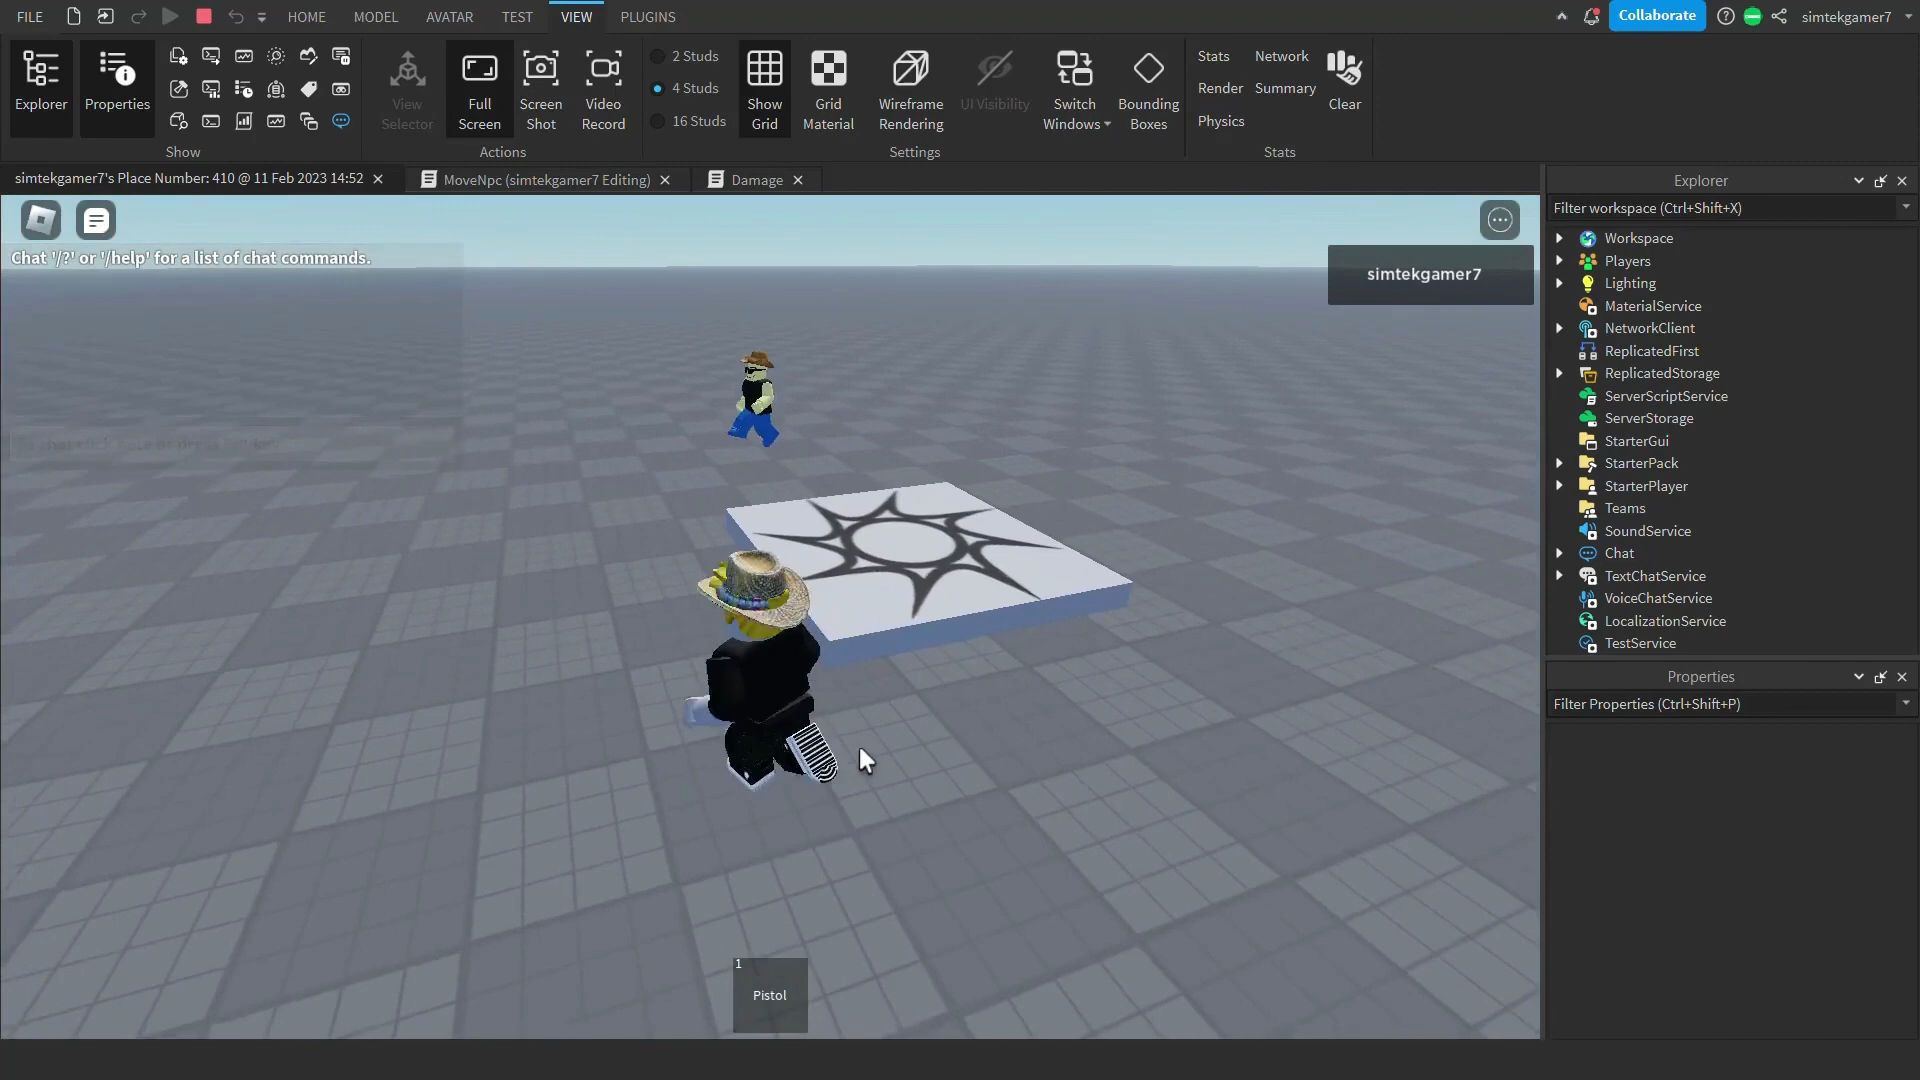 FILE
HOME
MODEL
AVATAR
TEST
VIEW
PLUGINS
Collaborate
simtekgamer7
Explorer
Properties
Show
View Selector
Full Screen
Screen Shot
Video Record
Actions
2 Studs
4 Studs
16 Studs
Show Grid
Grid Material
Wireframe Rendering
UI Visibility
Switch Windows
Bounding Boxes
Settings
Stats
Network
Render
Summary
Physics
Clear
Stats
simtekgamer7's Place Number: 410 @ 11 Feb 2023 14:52
MoveNpc (simtekgamer7 Editing)
Damage
Chat '/?' or '/help' for a list of chat commands.
simtekgamer7
1
Pistol
Explorer
Filter workspace (Ctrl+Shift+X)
Workspace
Players
Lighting
MaterialService
NetworkClient
ReplicatedFirst
ReplicatedStorage
ServerScriptService
ServerStorage
StarterGui
StarterPack
StarterPlayer
Teams
SoundService
Chat
TextChatService
VoiceChatService
LocalizationService
TestService
Properties
Filter Properties (Ctrl+Shift+P)